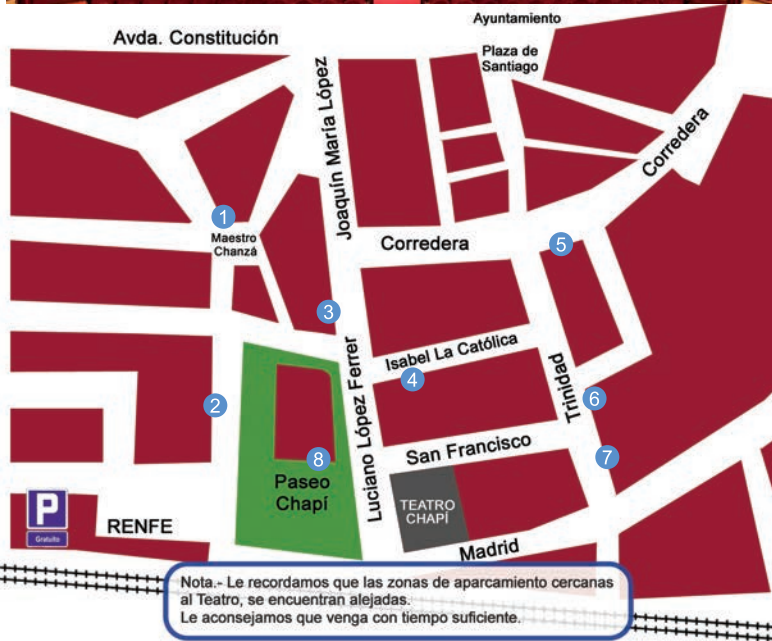 Ayuntamiento
Avda. Constitución
Plaza de
Santiago
Joaquín María López
Corredera
1
Maestro
Chanzá
Corredera
5
3
Isabel La Católica
4
Luciano López Ferrer
Trinidad
2
6
San Francisco
7
8
Paseo
Chapí
TEATRO
CHAPÍ
P
Gratuito
RENFE
Madrid
Nota.- Le recordamos que las zonas de aparcamiento cercanas
al Teatro, se encuentran alejadas.
Le aconsejamos que venga con tiempo suficiente.